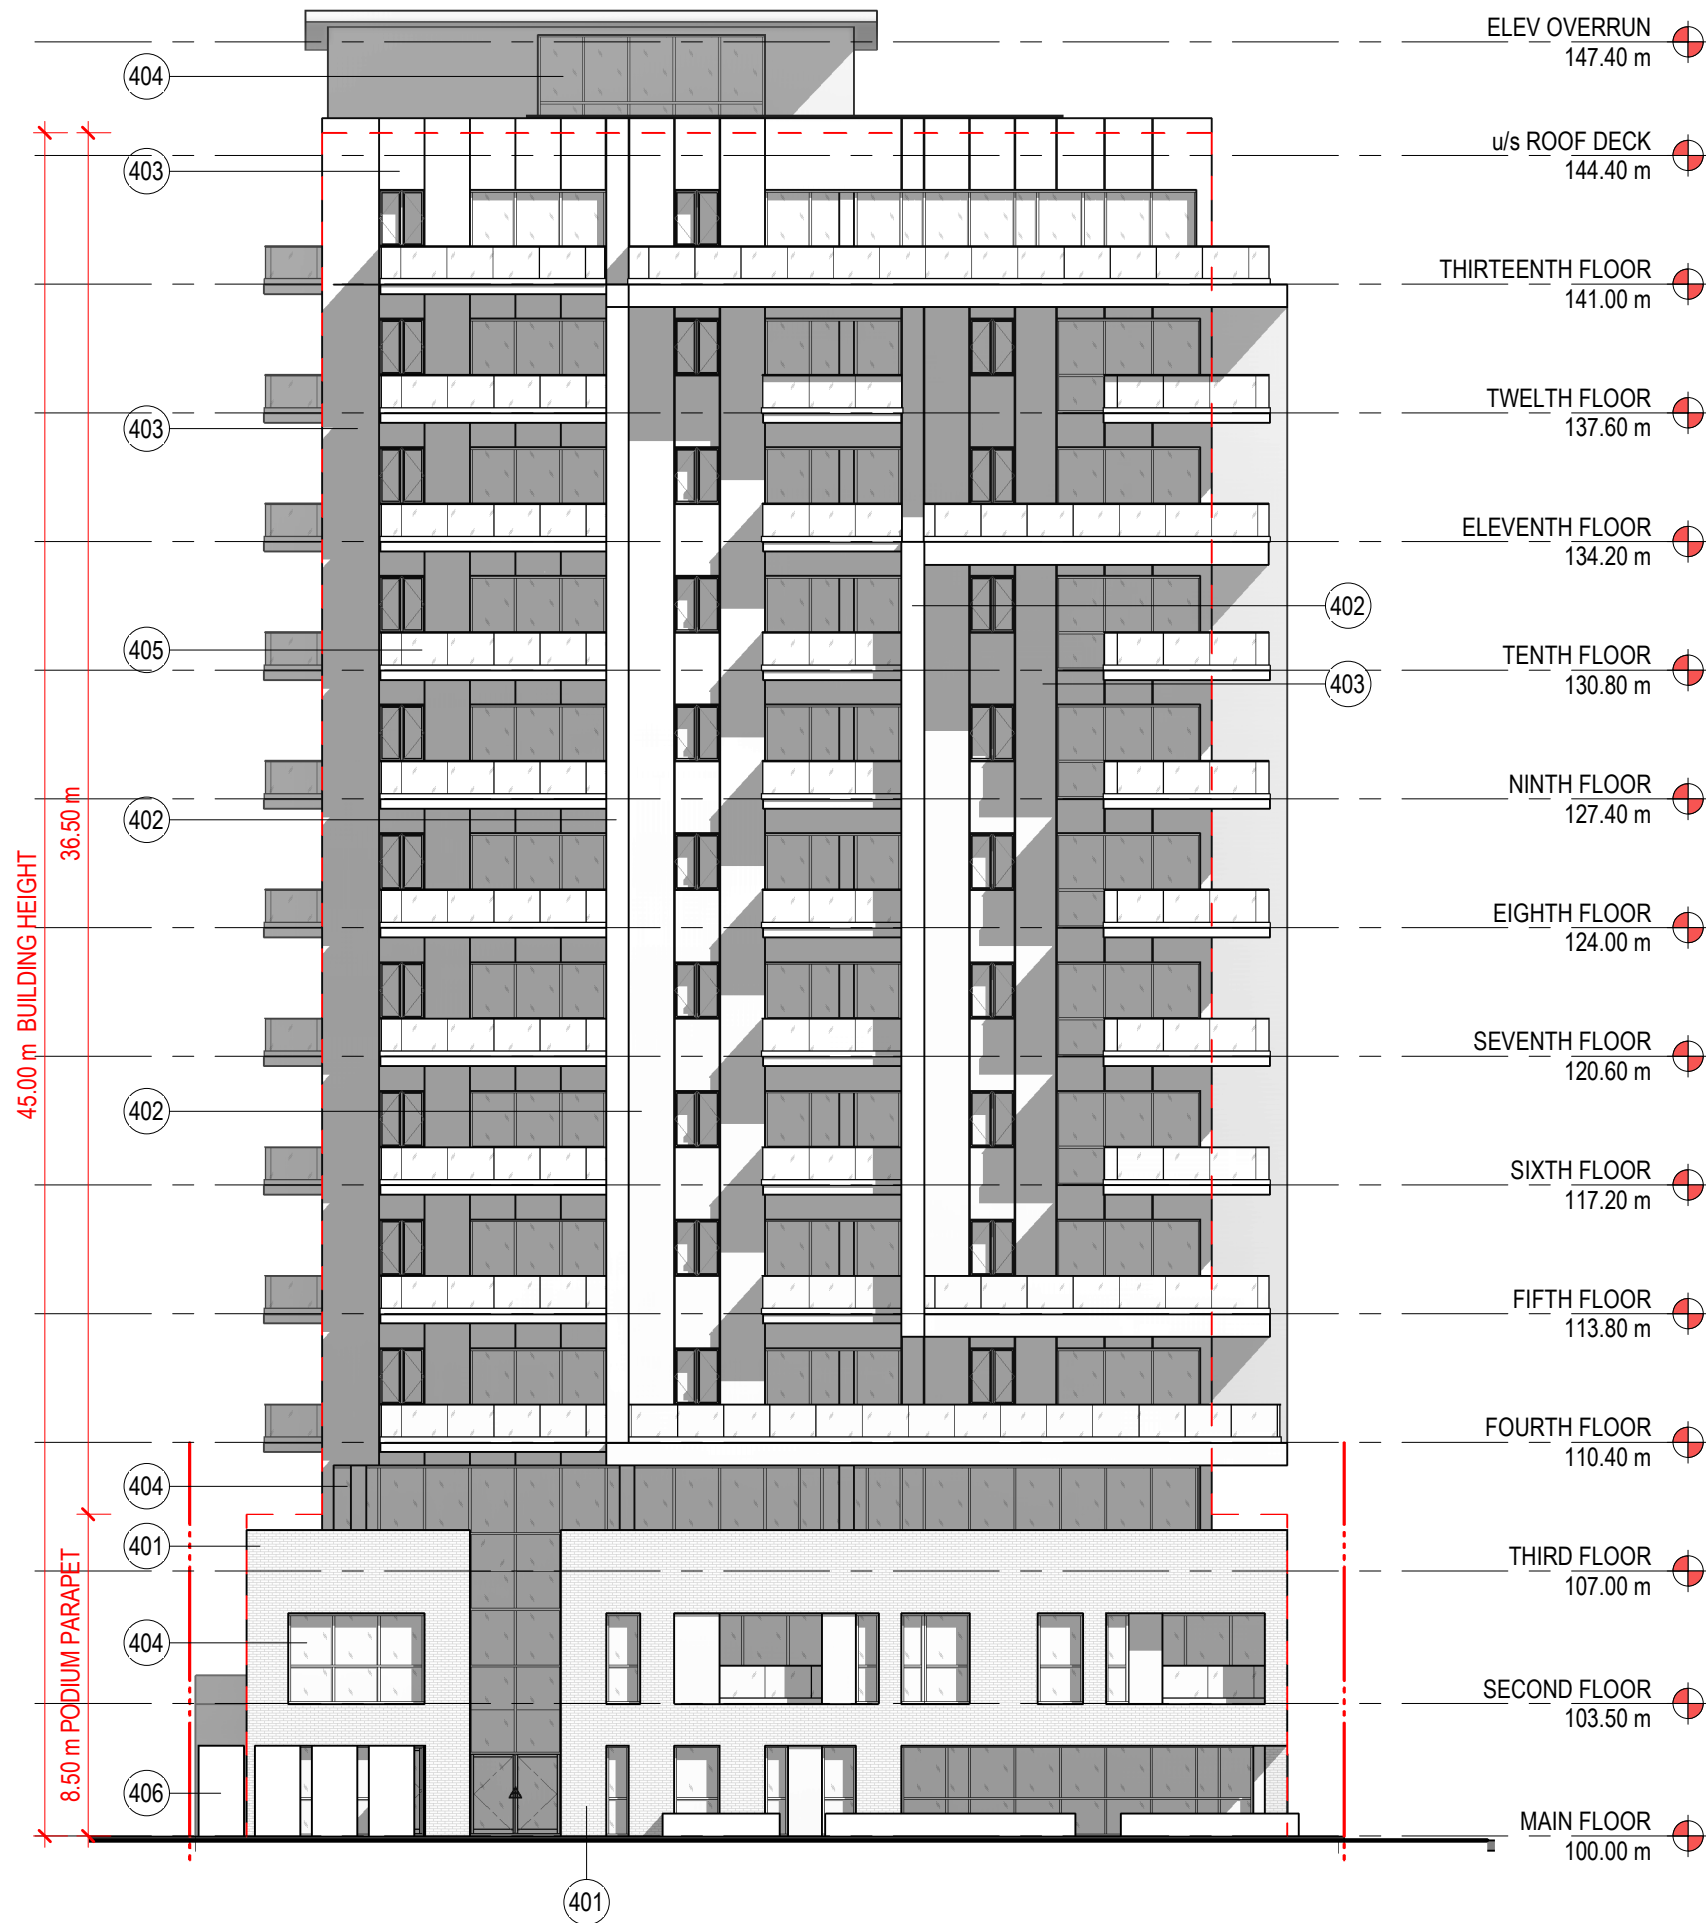 ELEV OVERRUN
147.40 m
404
u/s ROOF DECK
144.40 m
403
THIRTEENTH FLOOR
141.00 m
TWELTH FLOOR
137.60 m
403
ELEVENTH FLOOR
134.20 m
402
405
TENTH FLOOR
130.80 m
403
NINTH FLOOR
127.40 m
402
36.50 m
45.00 m BUILDING HEIGHT
EIGHTH FLOOR
124.00 m
SEVENTH FLOOR
120.60 m
402
SIXTH FLOOR
117.20 m
FIFTH FLOOR
113.80 m
FOURTH FLOOR
110.40 m
404
401
THIRD FLOOR
107.00 m
404
8.50 m PODIUM PARAPET
SECOND FLOOR
103.50 m
406
MAIN FLOOR
100.00 m
401